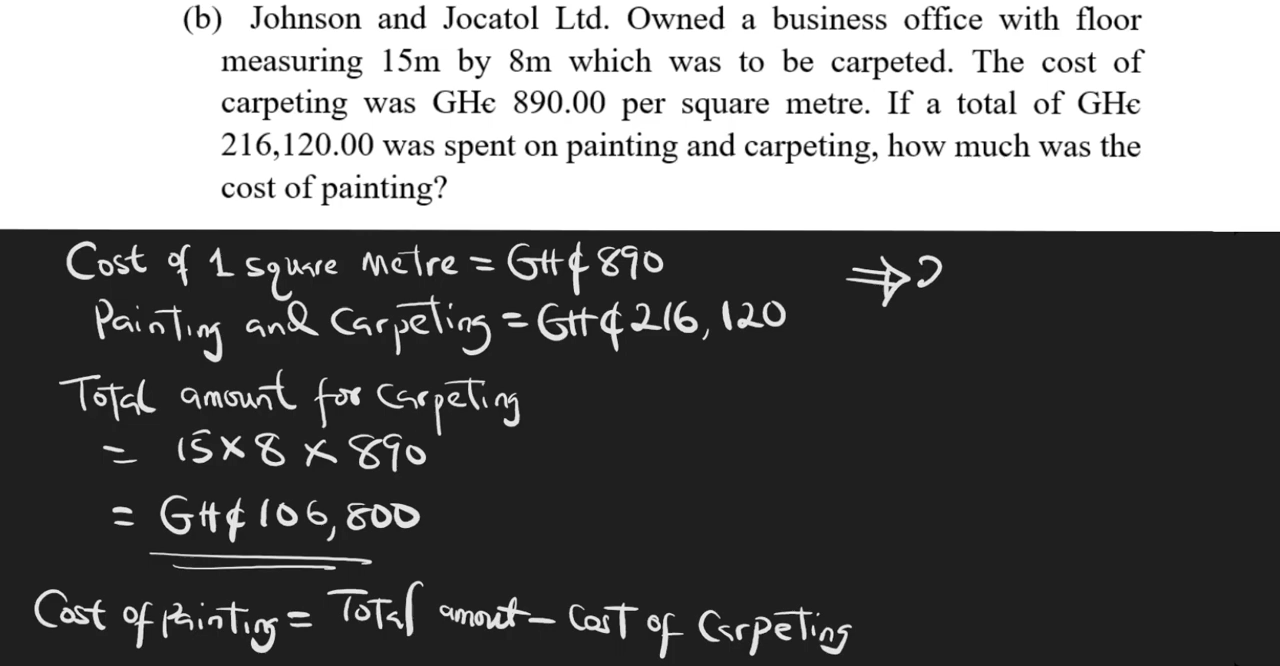 (b) Johnson and Jocatol Ltd. Owned a business office with floor
measuring 15m by 8m which was to be carpeted. The cost of
carpeting was GHє 890.00 per square metre. If a total of GHє
216,120.00 was spent on painting and carpeting, how much was the
cost of painting?
Cost of 1 square metre = GH¢890
⇒
Painting and Carpeting = GH¢216,120
Total amount for Carpeting
= 15 × 8 × 890
= GH¢106,800
Cost of Painting = Total amout - Cost of Carpeting